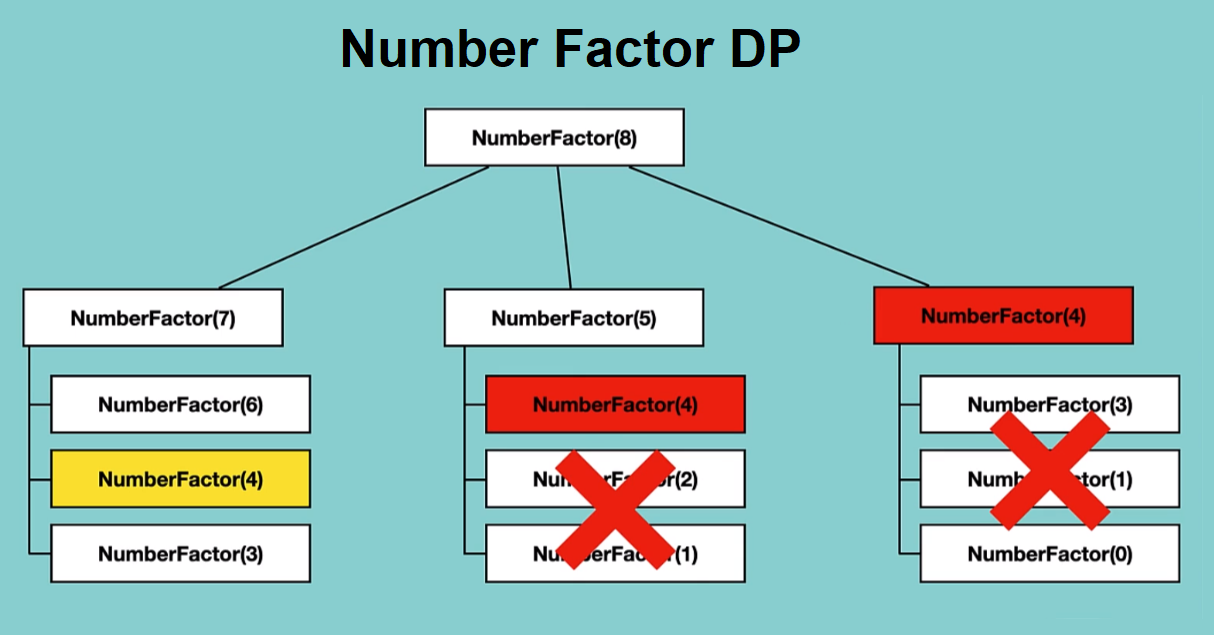 Number Factor DP
NumberFactor(8)
NumberFactor(7)
NumberFactor(5)
NumberFactor(4)
NumberFactor(6)
NumberFactor(4)
NumberFactor(3)
NumberFactor(4)
NumberFactor(2)
NumberFactor(1)
NumberFactor(3)
NumberFactor(1)
NumberFactor(0)